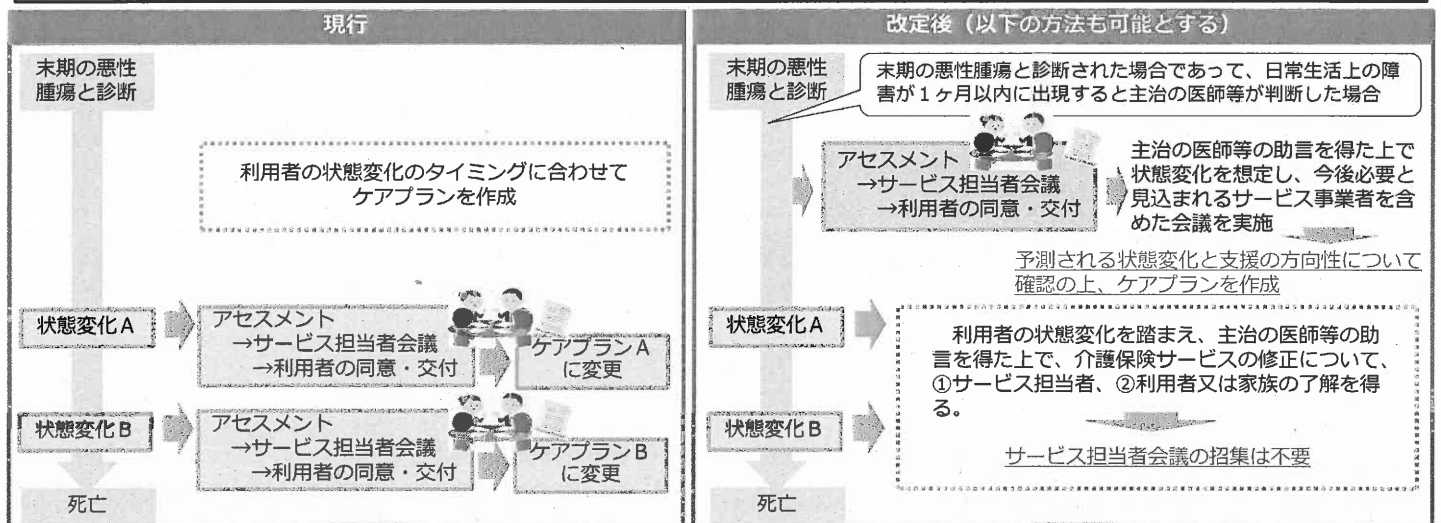 現行
末期の悪性
腫瘍と診断
利用者の状態変化のタイミングに合わせて
ケアプランを作成
状態変化A
アセスメント
→サービス担当者会議
→利用者の同意・交付
ケアプランA
に変更
状態変化B
アセスメント
→サービス担当者会議
→利用者の同意・交付
ケアプランB
に変更
死亡
改定後（以下の方法も可能とする）
末期の悪性
腫瘍と診断
末期の悪性腫瘍と診断された場合であって、日常生活上の障
害が１ヶ月以内に出現すると主治の医師等が判断した場合
アセスメント
→サービス担当者会議
→利用者の同意・交付
主治の医師等の助言を得た上で
状態変化を想定し、今後必要と
見込まれるサービス事業者を含
めた会議を実施
予測される状態変化と支援の方向性について
確認の上、ケアプランを作成
状態変化A
利用者の状態変化を踏まえ、主治の医師等の助
言を得た上で、介護保険サービスの修正について、
①サービス担当者、②利用者又は家族の了解を得
る。
状態変化B
サービス担当者会議の招集は不要
死亡